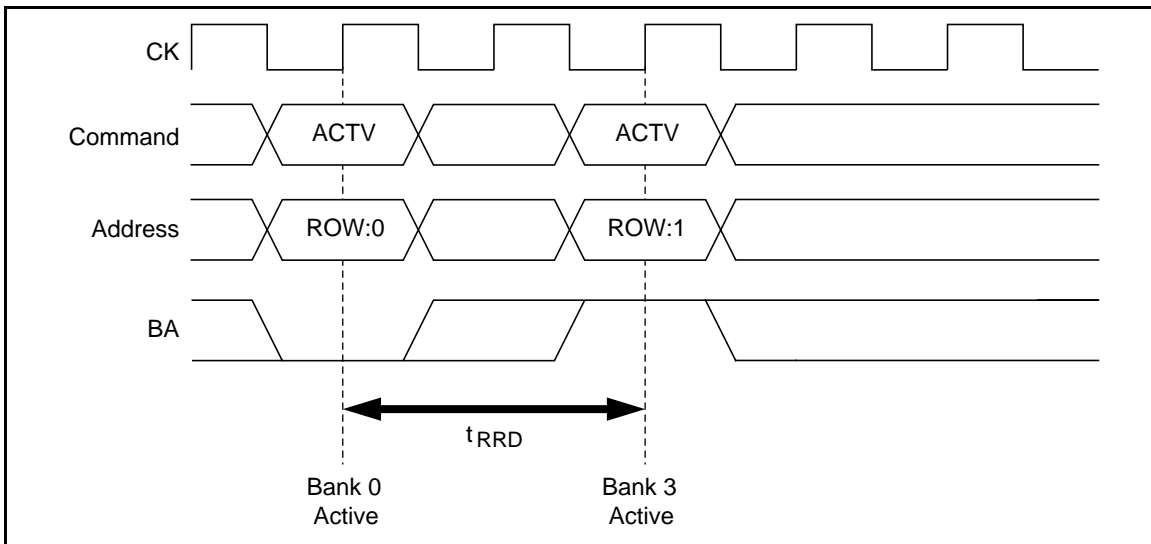 CK
Command
ACTV
ACTV
Address
ROW:0
ROW:1
BA
tRRD
Bank 0
Active
Bank 3
Active